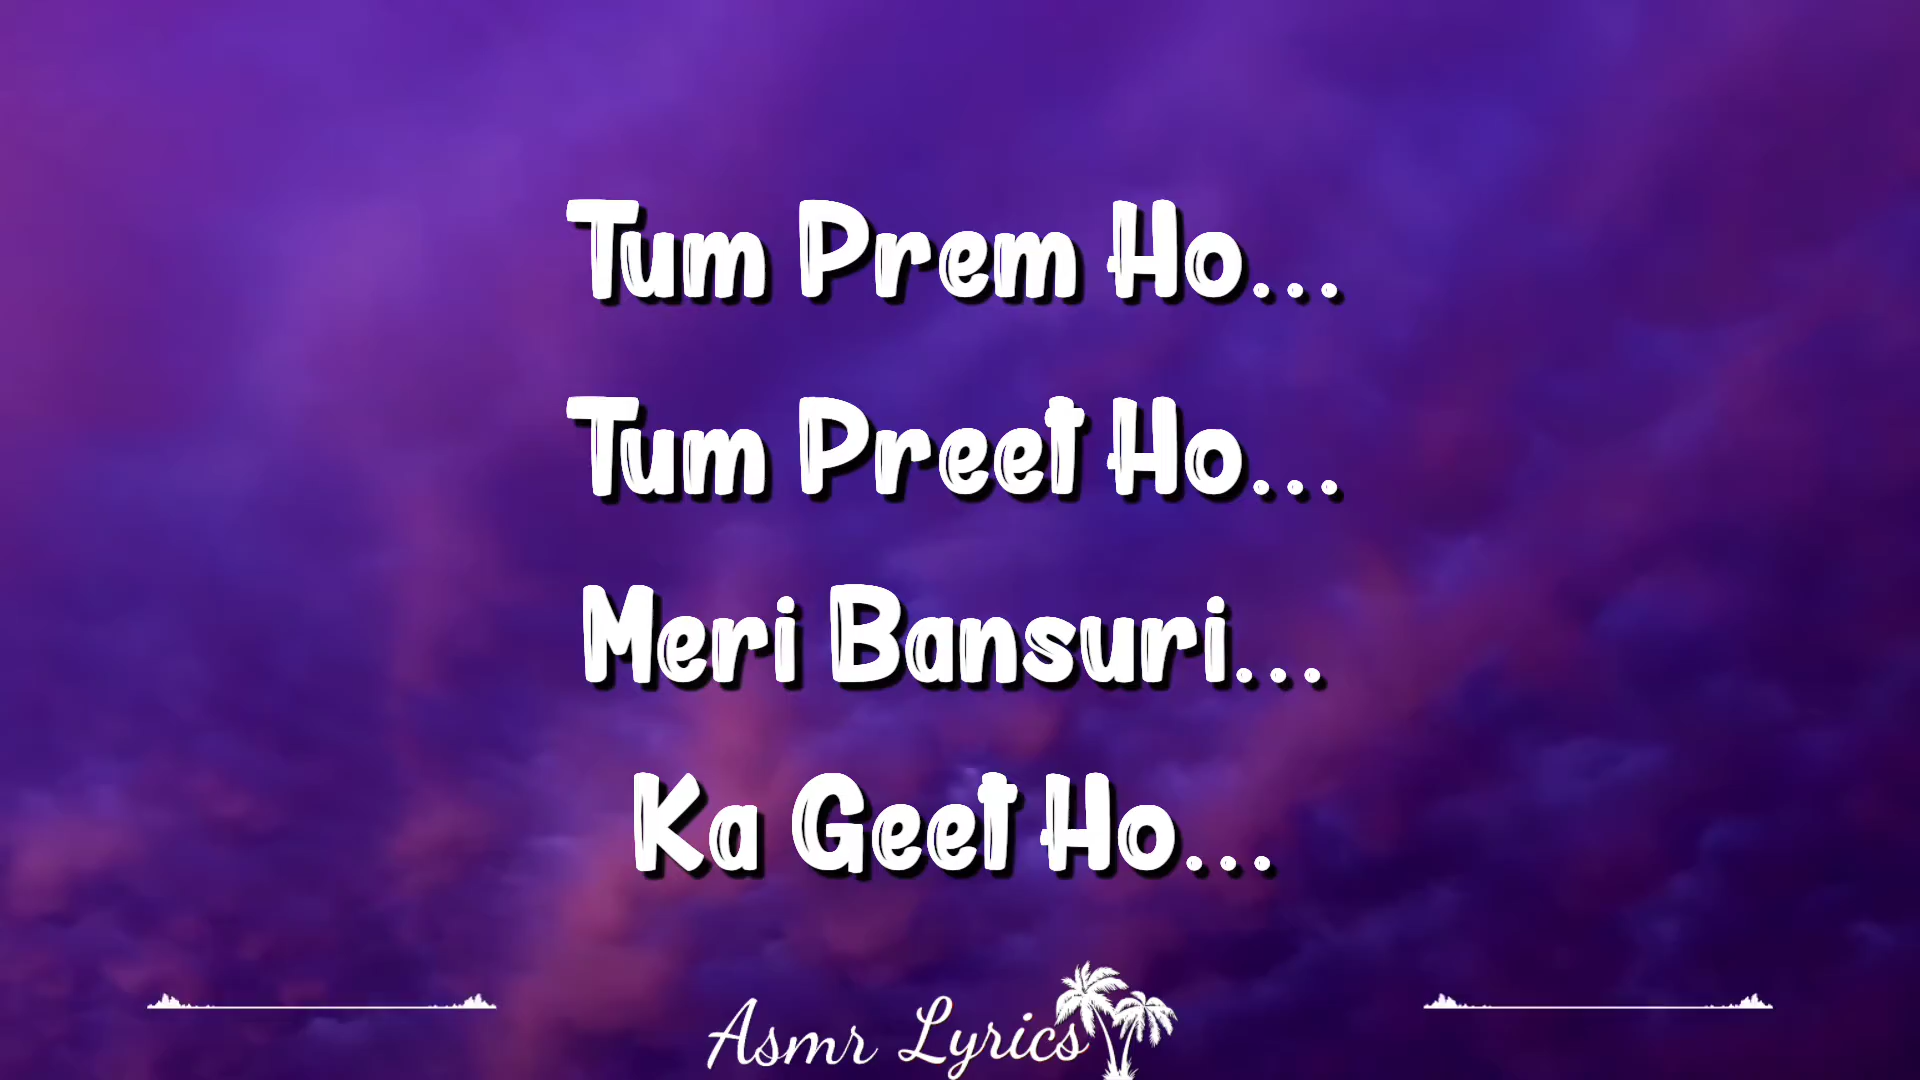 Tum Prem Ho...
Tum Preet Ho...
Meri Bansuri...
Ka Geet Ho...
Asmr Lyrics